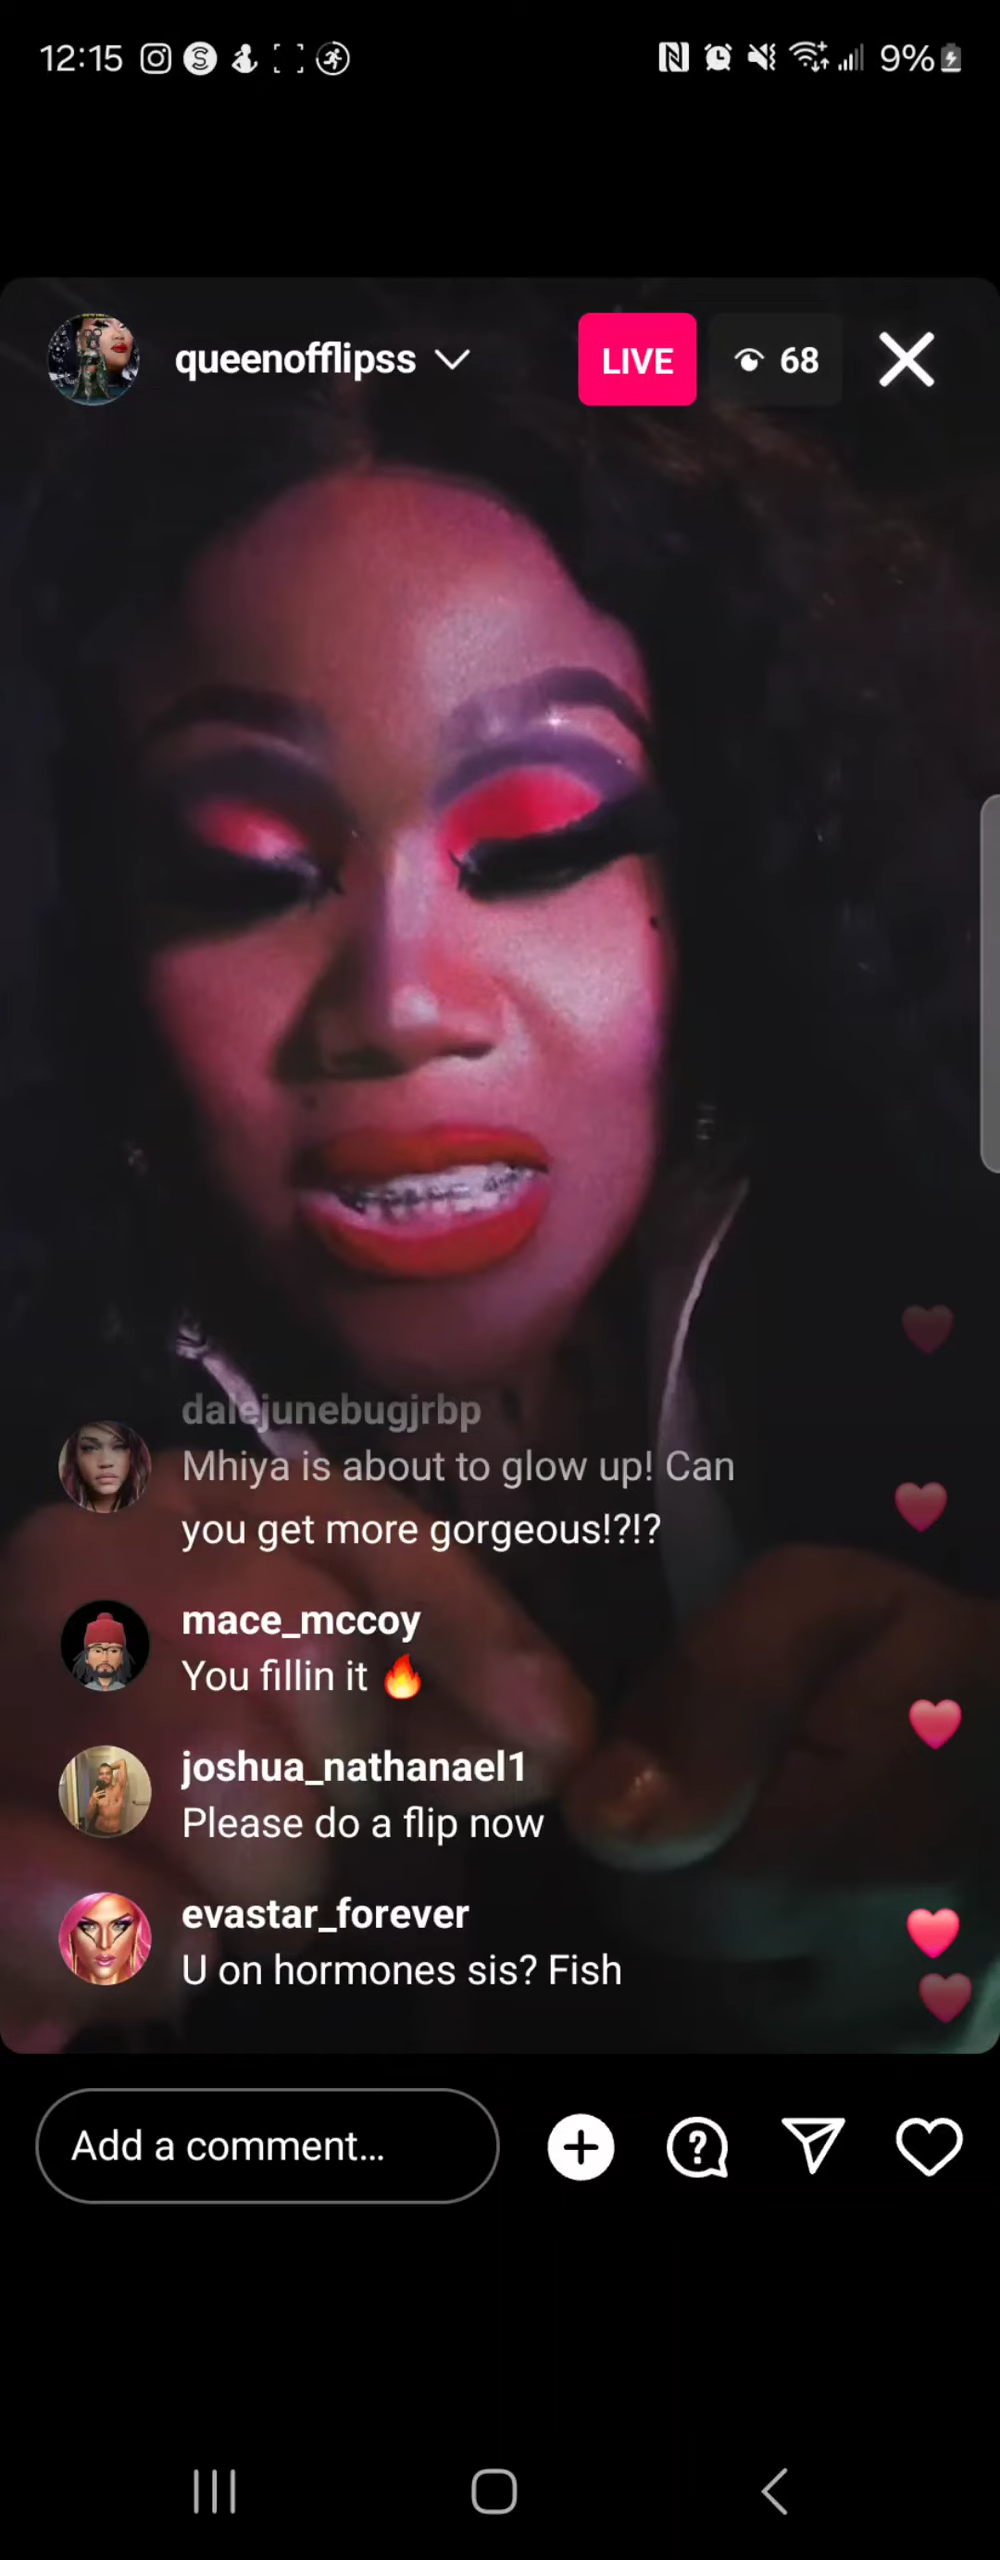 12:15
9%
queenofflipss
LIVE
68
dalejunebugjrbp
Mhiya is about to glow up! Can
you get more gorgeous!?!?
mace_mccoy
You fillin it 🔥
joshua_nathanael1
Please do a flip now
evastar_forever
U on hormones sis? Fish
Add a comment...